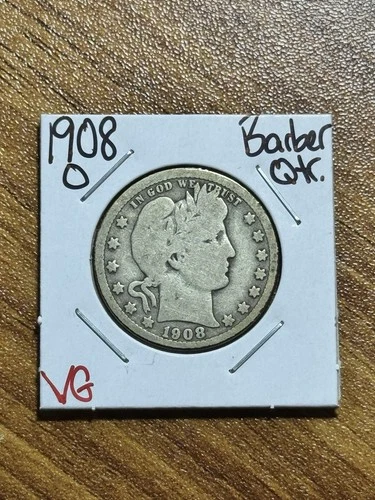 1908 Barber
O Qtr.
IN GOD WE TRUST
1908
VG